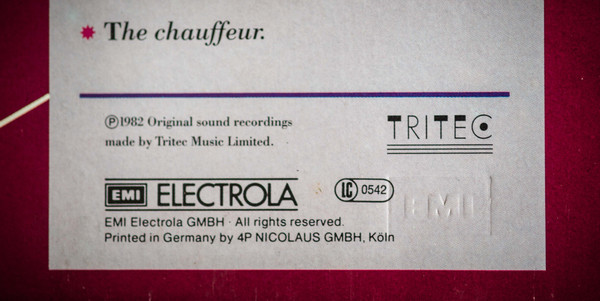 The chauffeur.
℗1982 Original sound recordings
made by Tritec Music Limited.
TRITEC
EMI ELECTROLA
LC 0542
EMI
EMI Electrola GMBH · All rights reserved.
Printed in Germany by 4P NICOLAUS GMBH, Köln